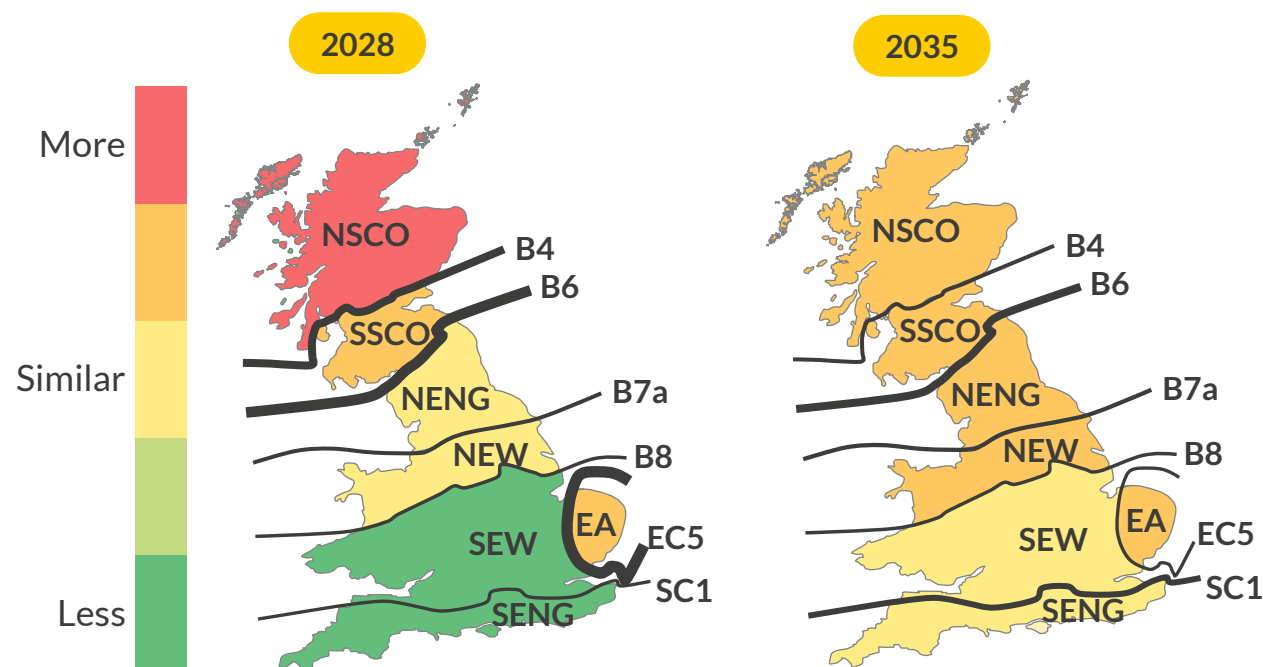 2028
2035
More
Similar
Less
NSCO
B4
B6
SSCO
NENG
B7a
NEW
B8
EA
SEW
EC5
SC1
SENG
NSCO
B4
B6
SSCO
NENG
B7a
NEW
B8
EA
SEW
EC5
SC1
SENG